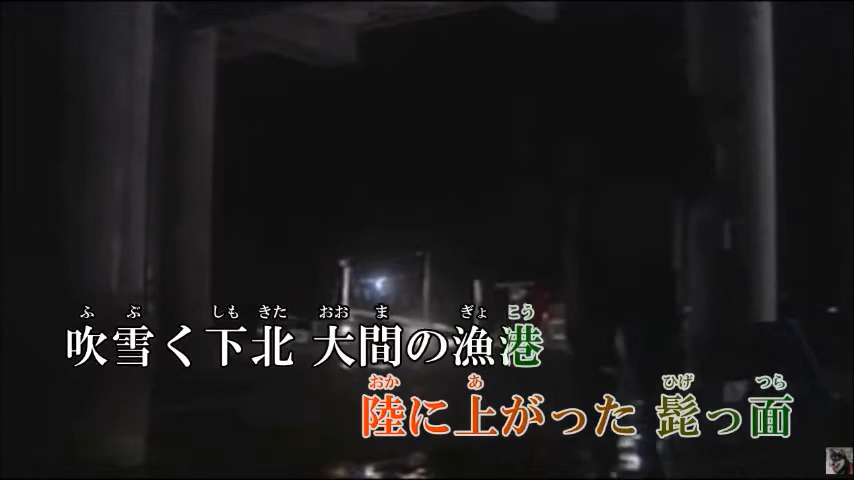 ふぶ しもきた おおま ぎょこう
吹雪く下北 大間の漁港
おか あ ひげ つら
陸に上がった 髭っ面